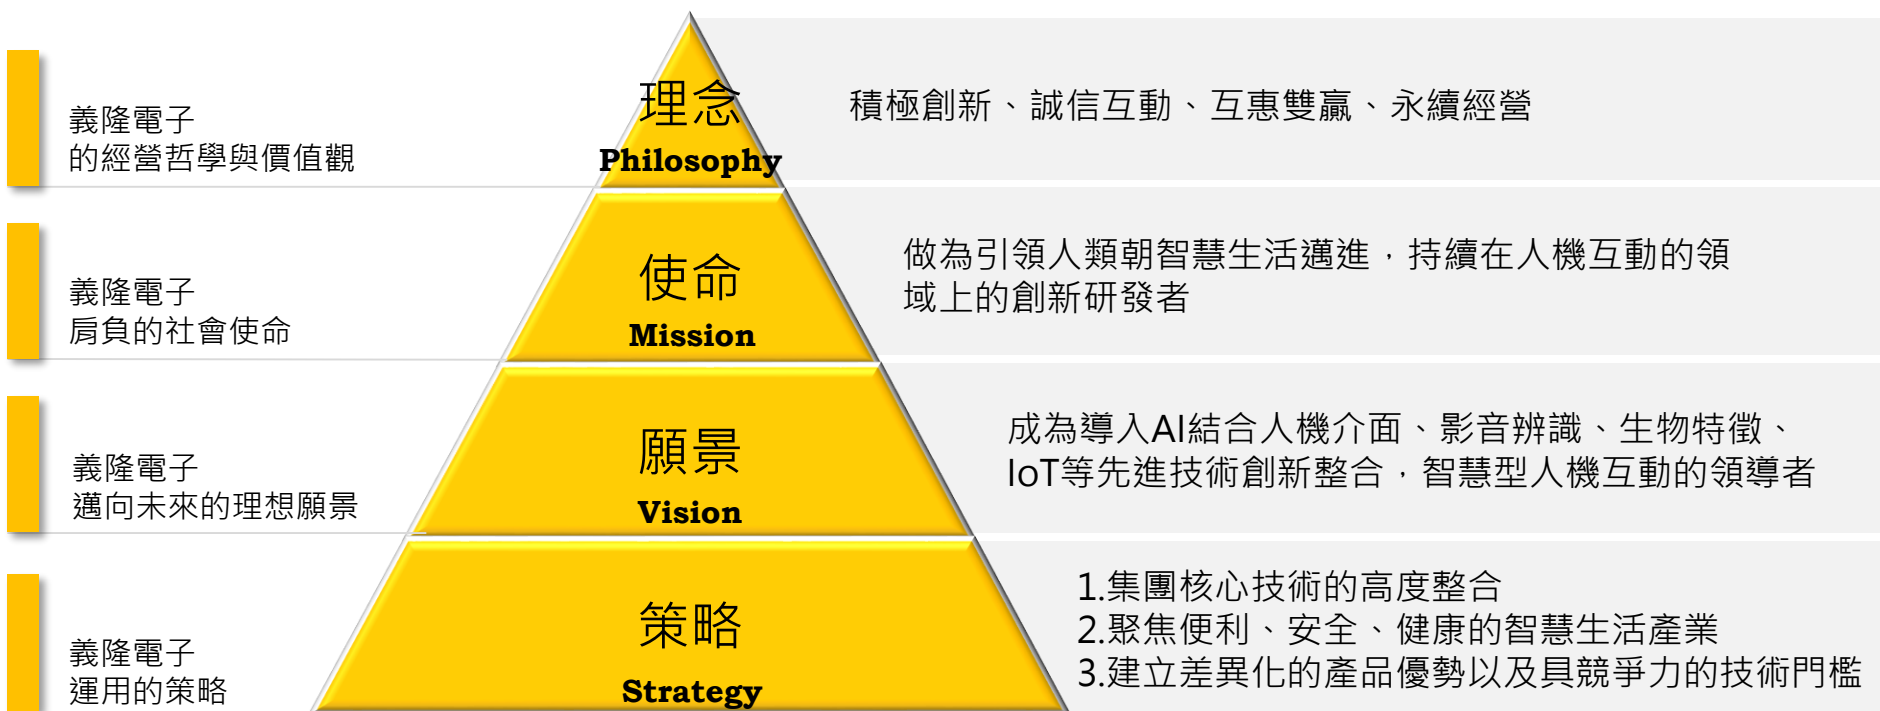 義隆電子
的經營哲學與價值觀
理念
Philosophy
積極創新、誠信互動、互惠雙贏、永續經營
義隆電子
肩負的社會使命
使命
Mission
做為引領人類朝智慧生活邁進，持續在人機互動的領
域上的創新研發者
義隆電子
邁向未來的理想願景
願景
Vision
成為導入AI結合人機介面、影音辨識、生物特徵、
IoT等先進技術創新整合，智慧型人機互動的領導者
義隆電子
運用的策略
策略
Strategy
1.集團核心技術的高度整合
2.聚焦便利、安全、健康的智慧生活產業
3.建立差異化的產品優勢以及具競爭力的技術門檻